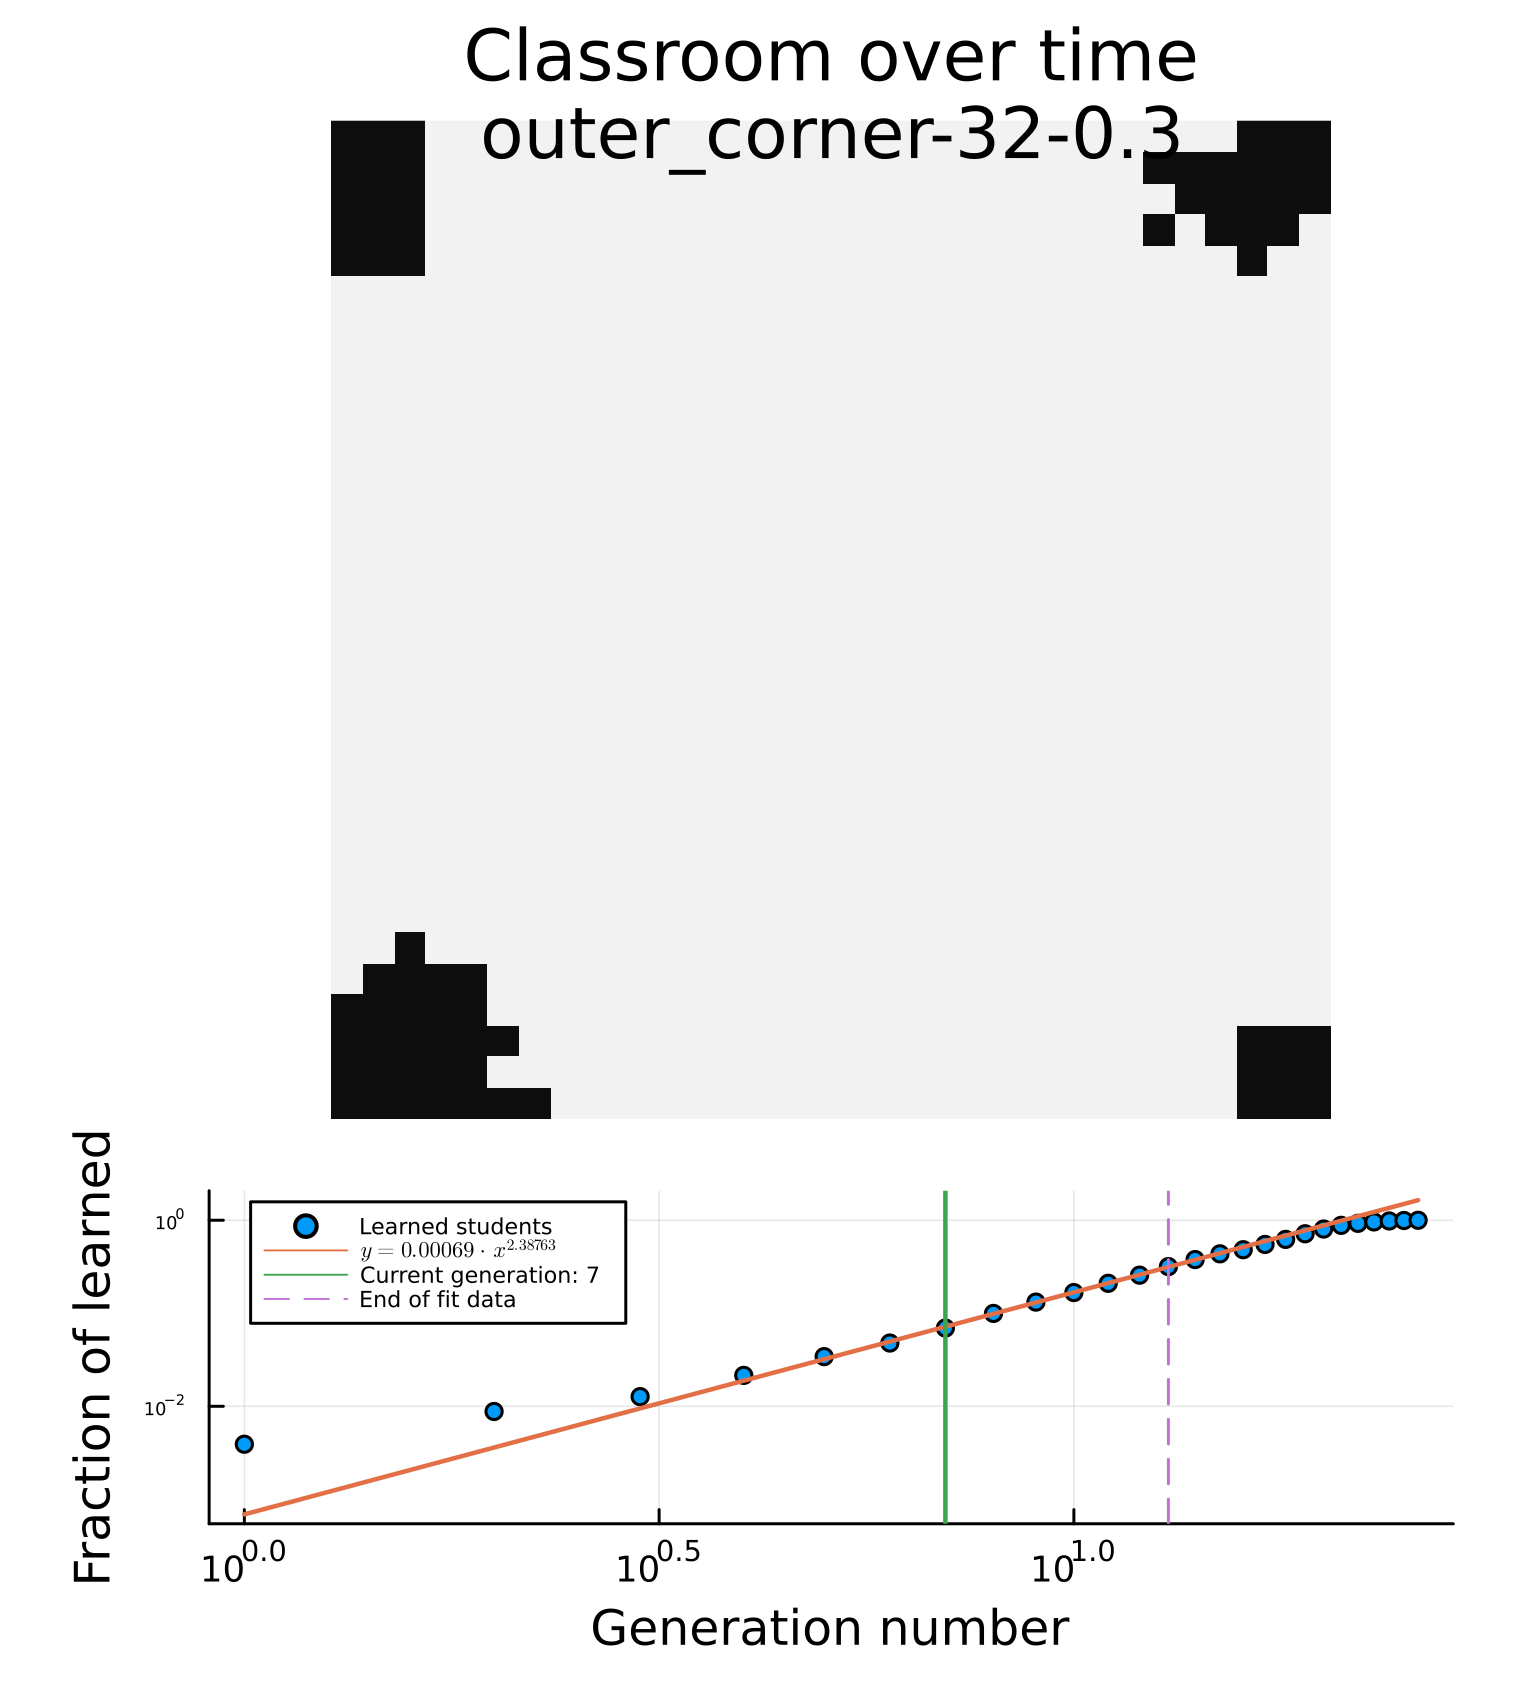 Classroom over time
outer_corner-32-0.3
Fraction of learned
10^0
10^-2
Learned students
y = 0.00069 · x^2.38763
Current generation: 7
End of fit data
10^0.0 10^0.5 10^1.0
Generation number